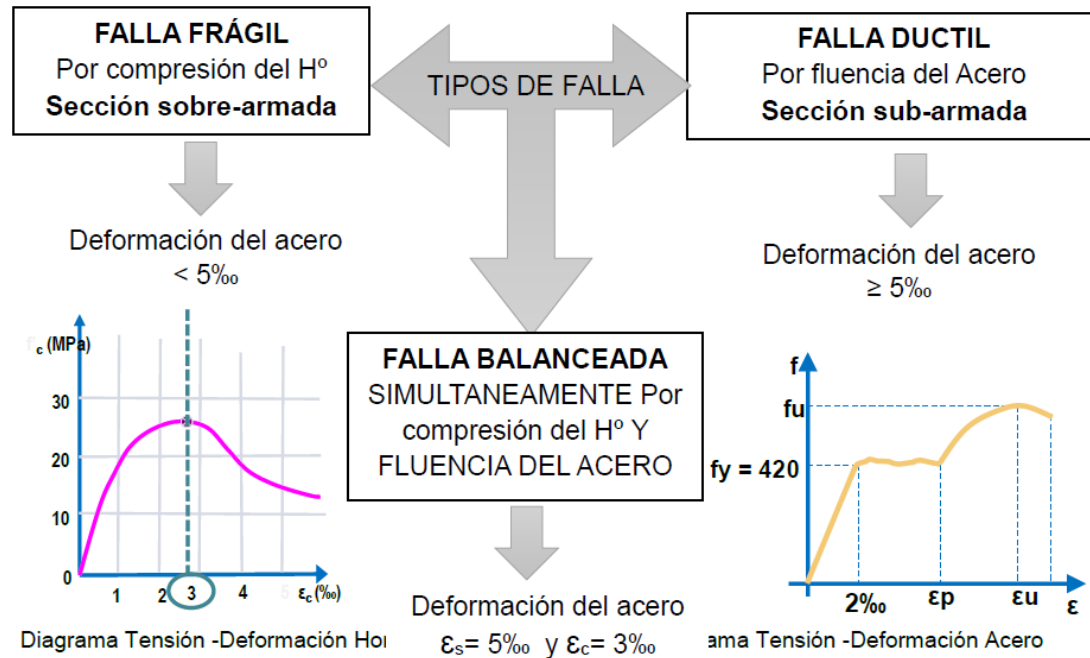 FALLA FRÁGIL
Por compresión del Hº
Sección sobre-armada
TIPOS DE FALLA
FALLA DUCTIL
Por fluencia del Acero
Sección sub-armada
Deformación del acero
< 5‰
Deformación del acero
≥ 5‰
FALLA BALANCEADA
SIMULTANEAMENTE Por
compresión del Hº Y
FLUENCIA DEL ACERO
c (MPa)
30
20
10
0
1 2 3 4 5 εc (‰)
f
fu
fy = 420
2‰ εp εu ε
Deformación del acero
εs= 5‰ y εc= 3‰
Diagrama Tensión -Deformación Hor
ama Tensión -Deformación Acero